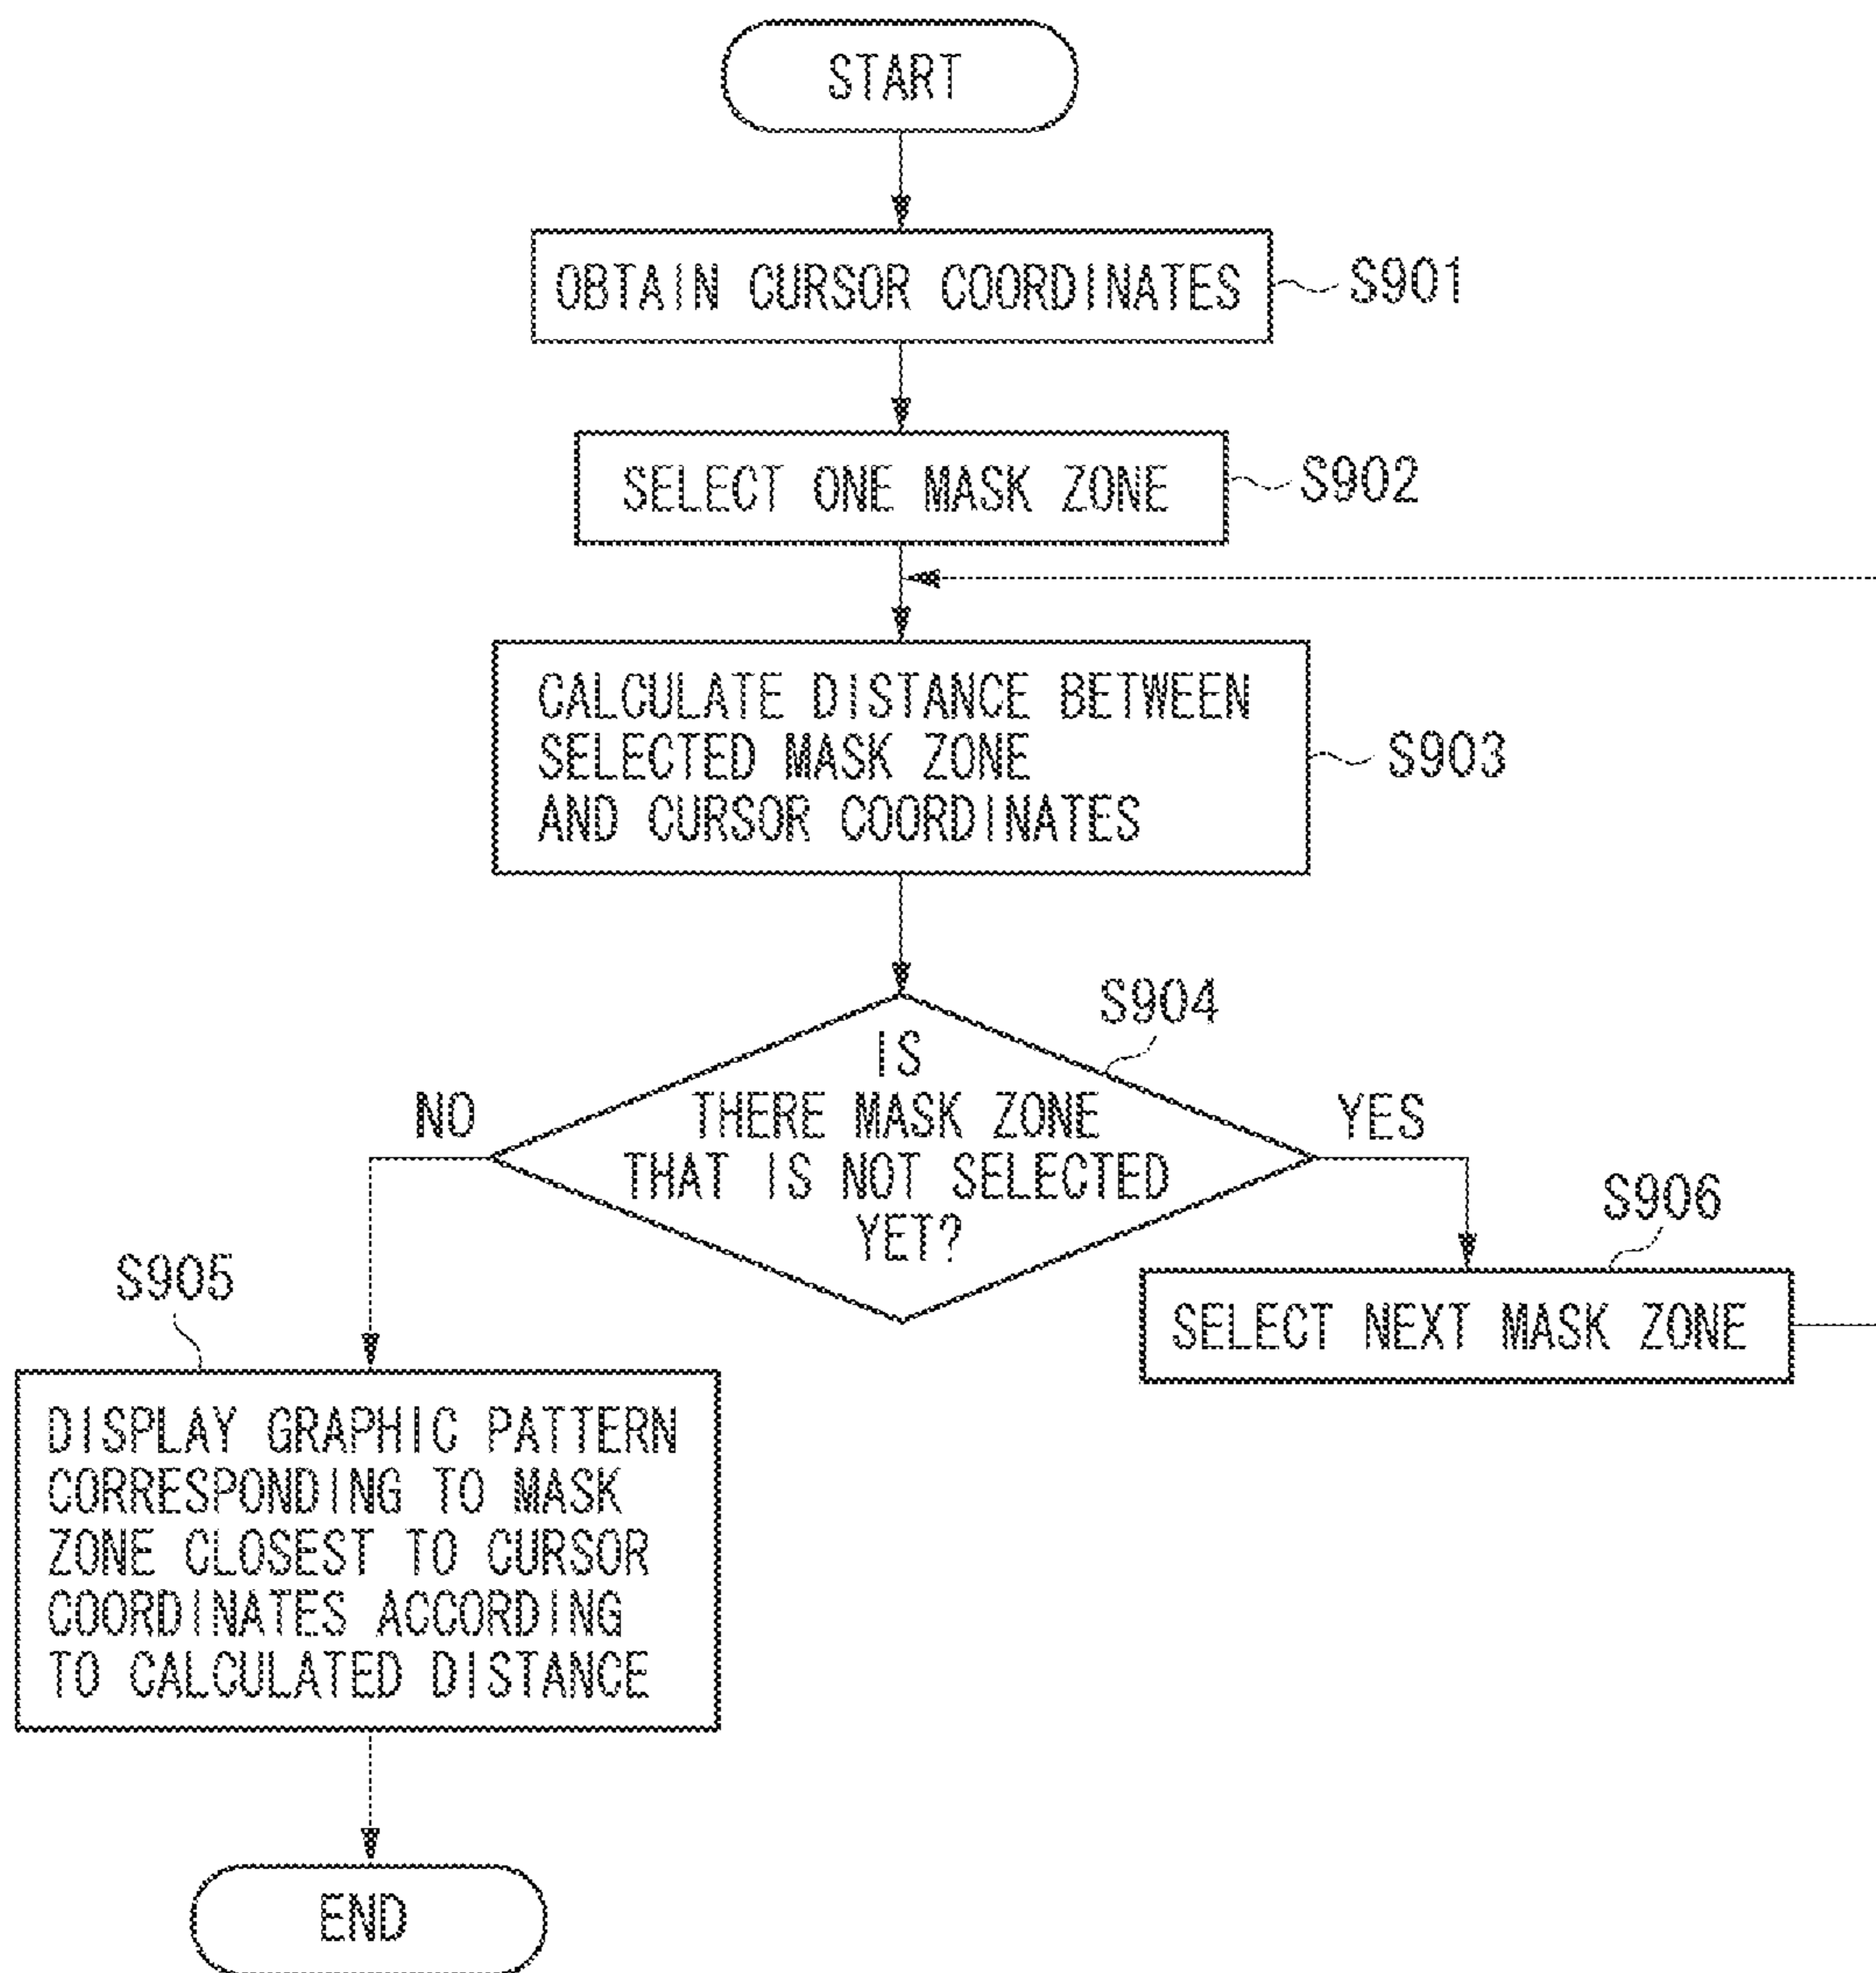 START
OBTAIN CURSOR COORDINATES
S901
SELECT ONE MASK ZONE
S902
CALCULATE DISTANCE BETWEEN
SELECTED MASK ZONE
AND CURSOR COORDINATES
S903
S904
IS
THERE MASK ZONE
THAT IS NOT SELECTED
YET?
NO
YES
S906
SELECT NEXT MASK ZONE
S905
DISPLAY GRAPHIC PATTERN
CORRESPONDING TO MASK
ZONE CLOSEST TO CURSOR
COORDINATES ACCORDING
TO CALCULATED DISTANCE
END